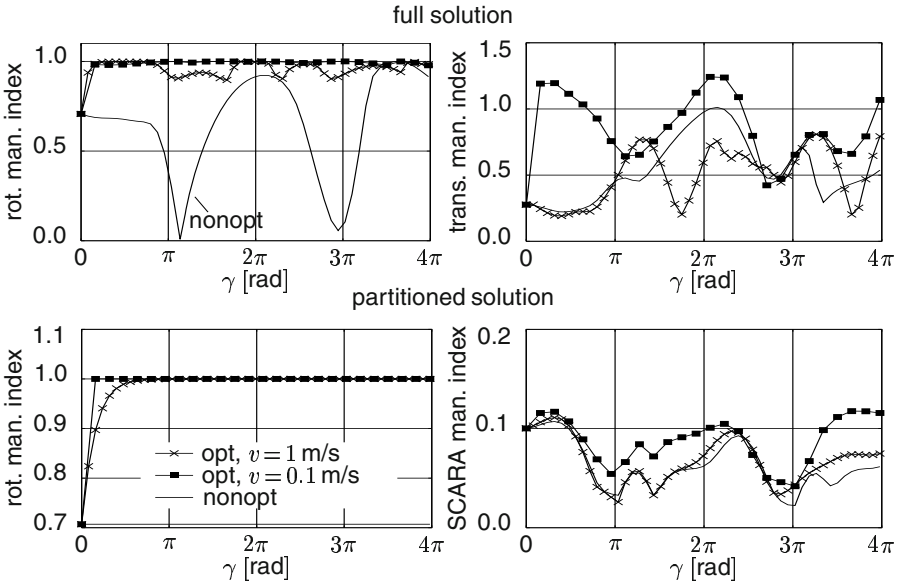 full solution
rot. man. index
1.0
0.5
0.0
nonopt
0 π 2π 3π 4π
γ [rad]
trans. man. index
1.5
1.0
0.5
0.0
0 π 2π 3π 4π
γ [rad]
partitioned solution
rot. man. index
1.1
1.0
0.9
0.8
0.7
opt, v = 1 m/s
opt, v = 0.1 m/s
nonopt
0 π 2π 3π 4π
γ [rad]
SCARA man. index
0.2
0.1
0.0
0 π 2π 3π 4π
γ [rad]